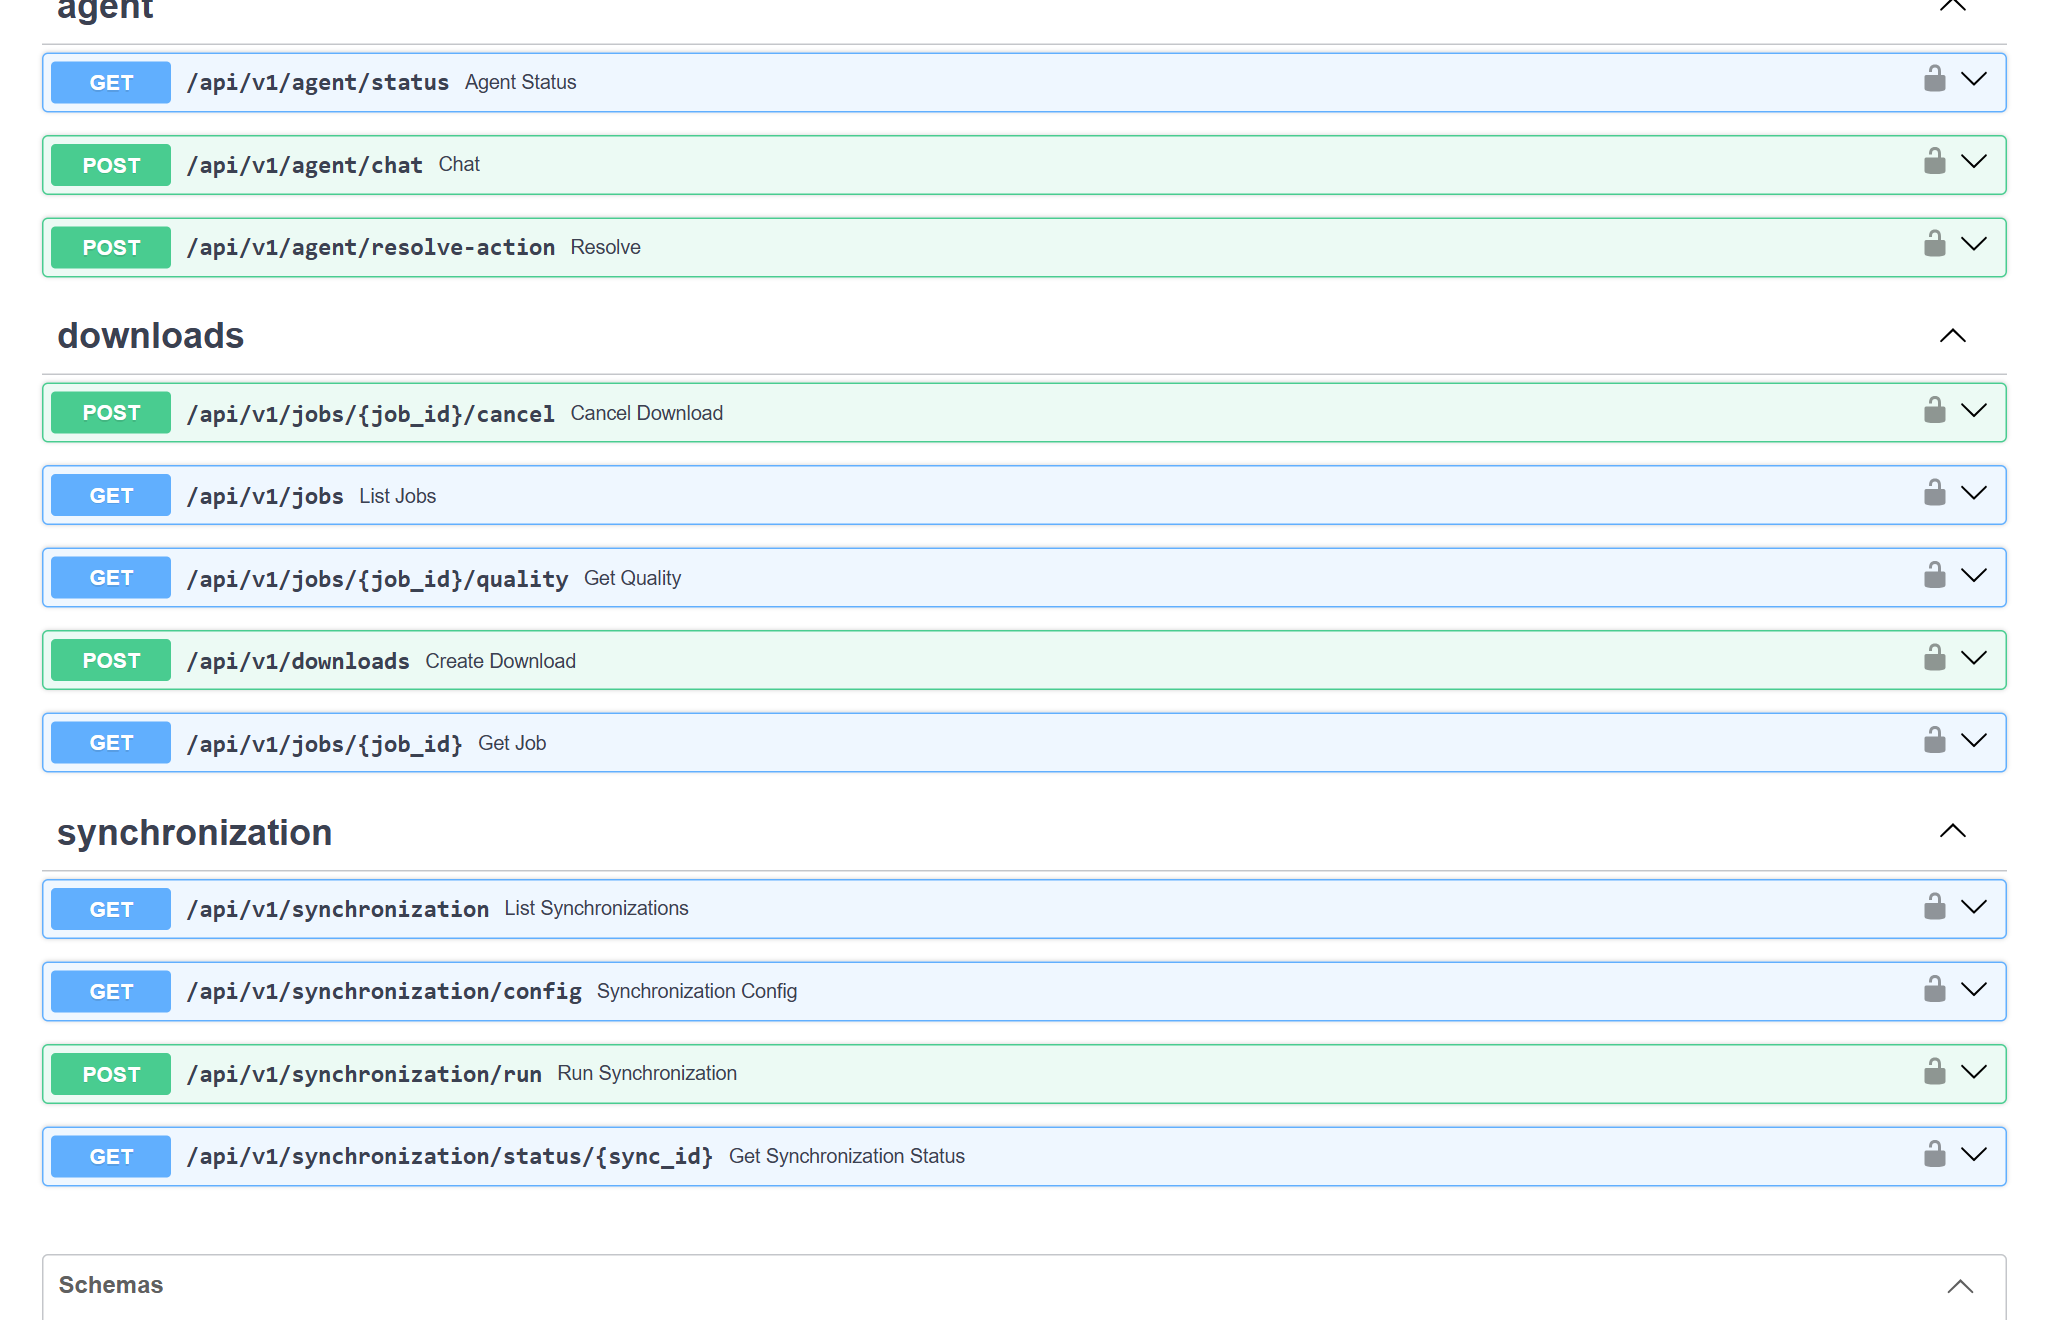 agent
GET /api/v1/agent/status Agent Status
POST /api/v1/agent/chat Chat
POST /api/v1/agent/resolve-action Resolve
downloads
POST /api/v1/jobs/{job_id}/cancel Cancel Download
GET /api/v1/jobs List Jobs
GET /api/v1/jobs/{job_id}/quality Get Quality
POST /api/v1/downloads Create Download
GET /api/v1/jobs/{job_id} Get Job
synchronization
GET /api/v1/synchronization List Synchronizations
GET /api/v1/synchronization/config Synchronization Config
POST /api/v1/synchronization/run Run Synchronization
GET /api/v1/synchronization/status/{sync_id} Get Synchronization Status
Schemas